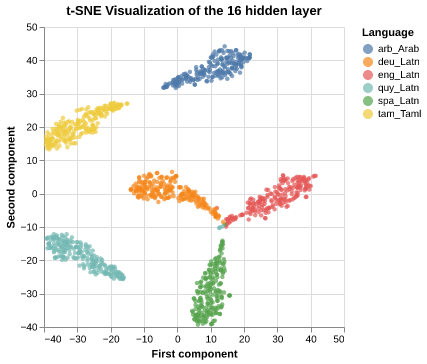 t-SNE Visualization of the 16 hidden layer
Language
arb_Arab
deu_Latn
eng_Latn
quy_Latn
spa_Latn
tam_Taml
Second component
50
40
30
20
10
0
−10
−20
−30
−40
−40 −30 −20 −10 0 10 20 30 40 50
First component